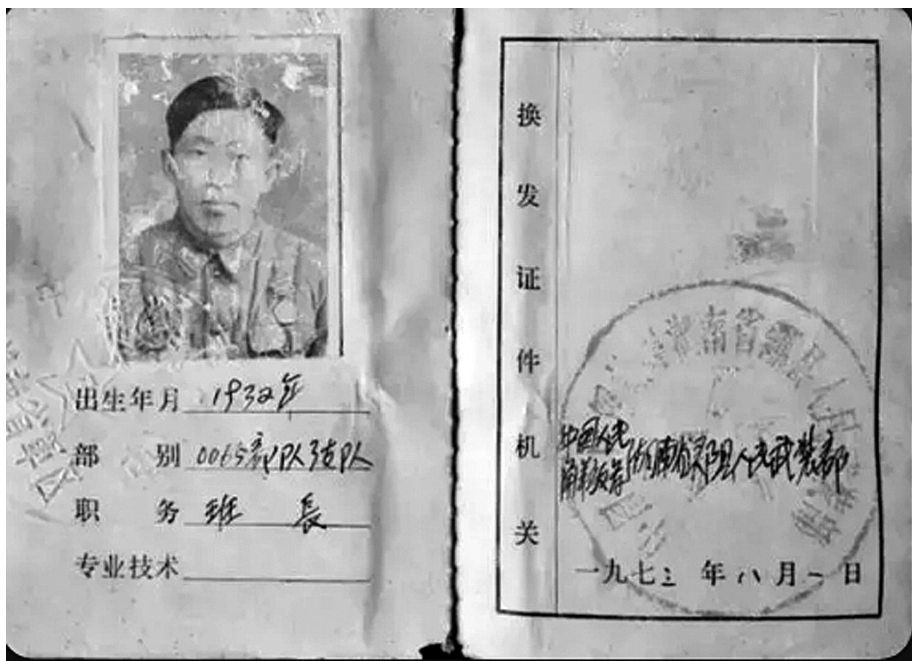 出生年月 1932年
部 别 0065部队3支队
职 务 班 長
专业技术
换发证件机关
中国人民
解放军湖南省酃县人民武装部
一九七三 年 八 月 一 日